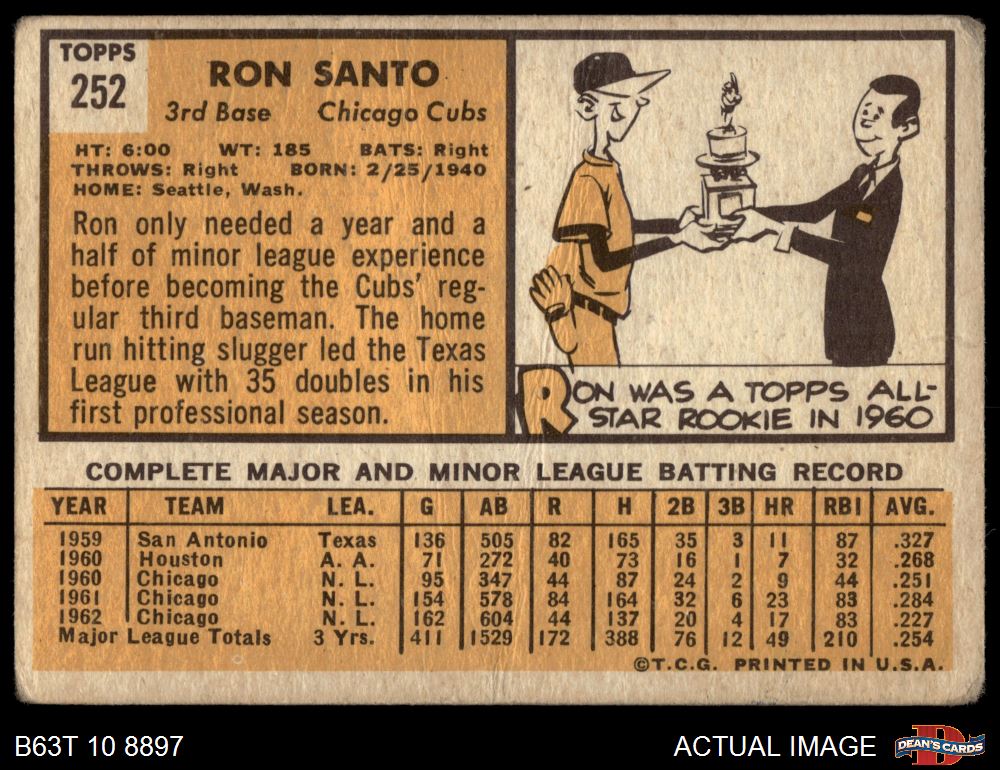 TOPPS
252
RON SANTO
3rd Base Chicago Cubs
HT: 6:00 WT: 185 BATS: Right
THROWS: Right BORN: 2/25/1940
HOME: Seattle, Wash.
Ron only needed a year and a
half of minor league experience
before becoming the Cubs' reg-
ular third baseman. The home
run hitting slugger led the Texas
League with 35 doubles in his
first professional season.
RON WAS A TOPPS ALL-
STAR ROOKIE IN 1960
COMPLETE MAJOR AND MINOR LEAGUE BATTING RECORD
YEAR TEAM LEA. G AB R H 2B 3B HR RBI AVG.
1959 San Antonio Texas 136 505 82 165 35 3 11 87 .327
1960 Houston A. A. 71 272 40 73 16 1 7 32 .268
1960 Chicago N. L. 95 347 44 87 24 2 9 44 .251
1961 Chicago N. L. 154 578 84 164 32 6 23 83 .284
1962 Chicago N. L. 162 604 44 137 20 4 17 83 .227
Major League Totals 3 Yrs. 411 1529 172 388 76 12 49 210 .254
©T.C.G. PRINTED IN U.S.A.
B63T 10 8897
ACTUAL IMAGE
D
DEAN'S CARDS